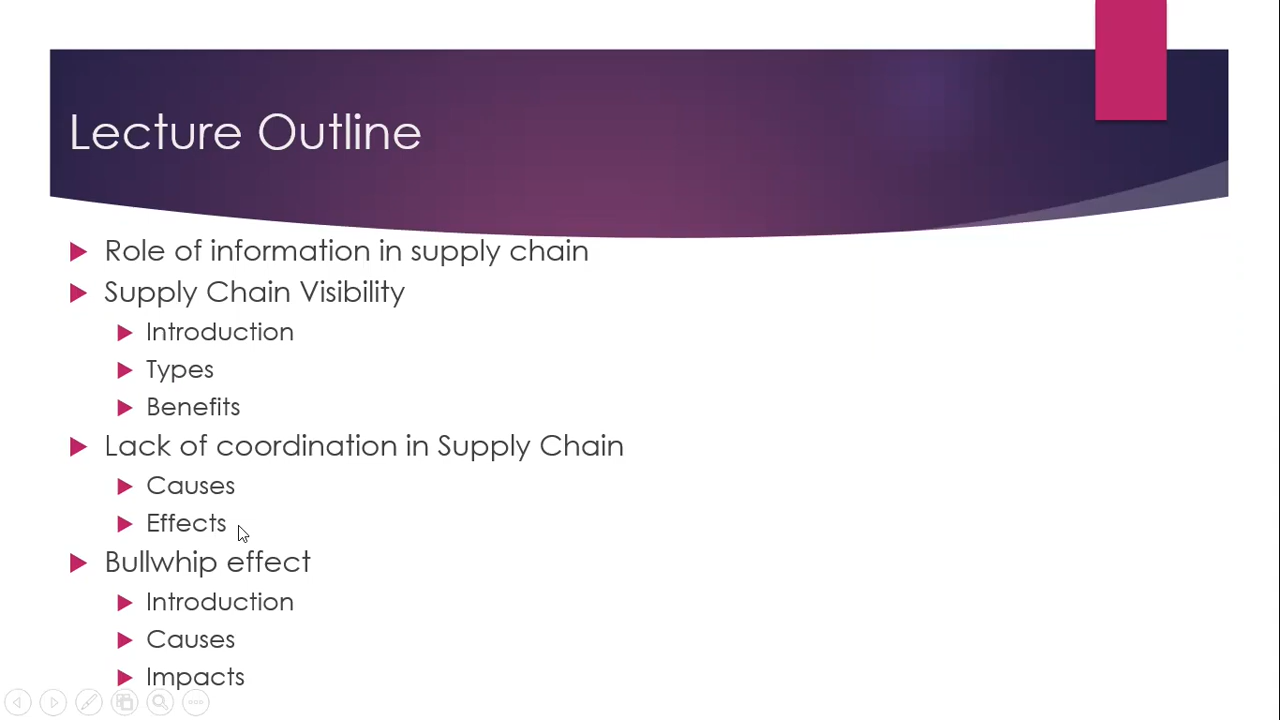 Lecture Outline
Role of information in supply chain
Supply Chain Visibility
Introduction
Types
Benefits
Lack of coordination in Supply Chain
Causes
Effects
Bullwhip effect
Introduction
Causes
Impacts